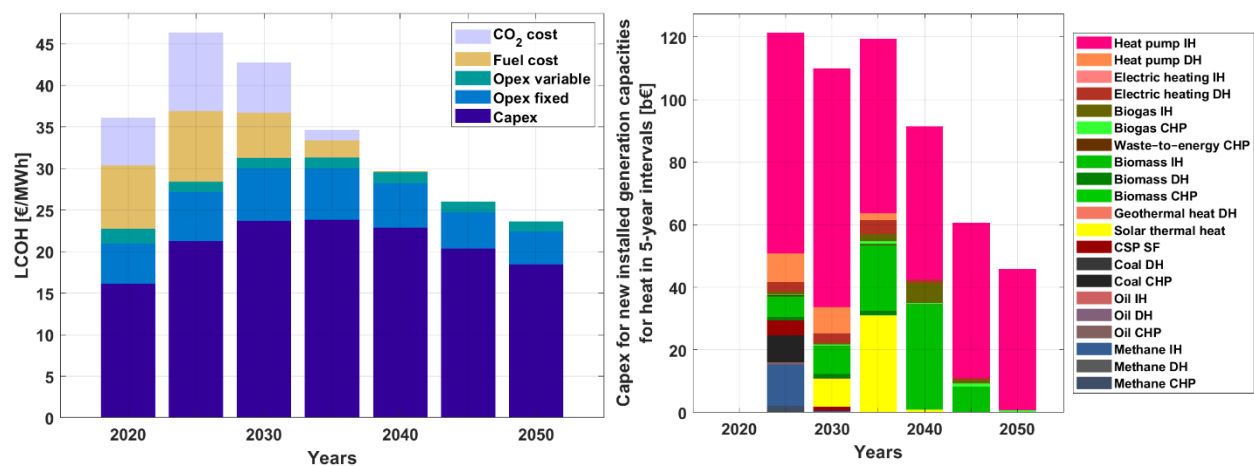 LCOH [€/MWh]
45
40
35
30
25
20
15
10
5
0
2020
2030
2040
2050
Years
CO2 cost
Fuel cost
Opex variable
Opex fixed
Capex
Capex for new installed generation capacities
for heat in 5-year intervals [b€]
120
100
80
60
40
20
0
2020
2030
2040
2050
Years
Heat pump IH
Heat pump DH
Electric heating IH
Electric heating DH
Biogas IH
Biogas CHP
Waste-to-energy CHP
Biomass IH
Biomass DH
Biomass CHP
Geothermal heat DH
Solar thermal heat
CSP SF
Coal DH
Coal CHP
Oil IH
Oil DH
Oil CHP
Methane IH
Methane DH
Methane CHP